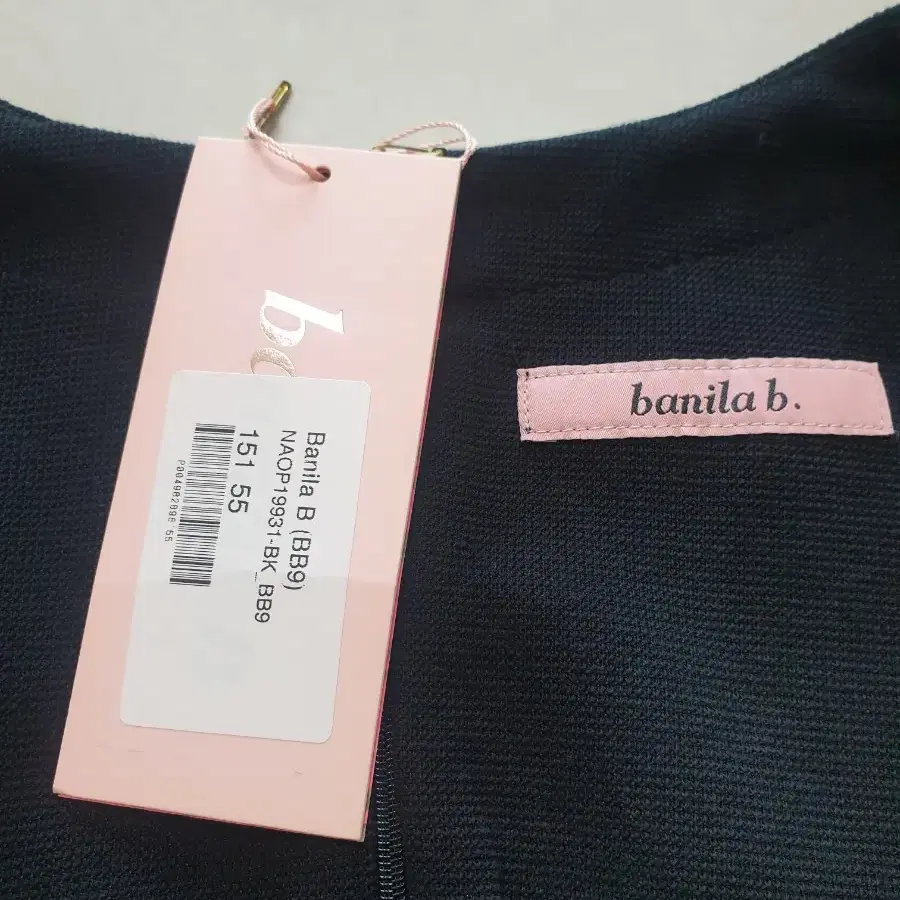 banila b.
Banila B (BB9)
NAOP19931-BK_BB9
151 55